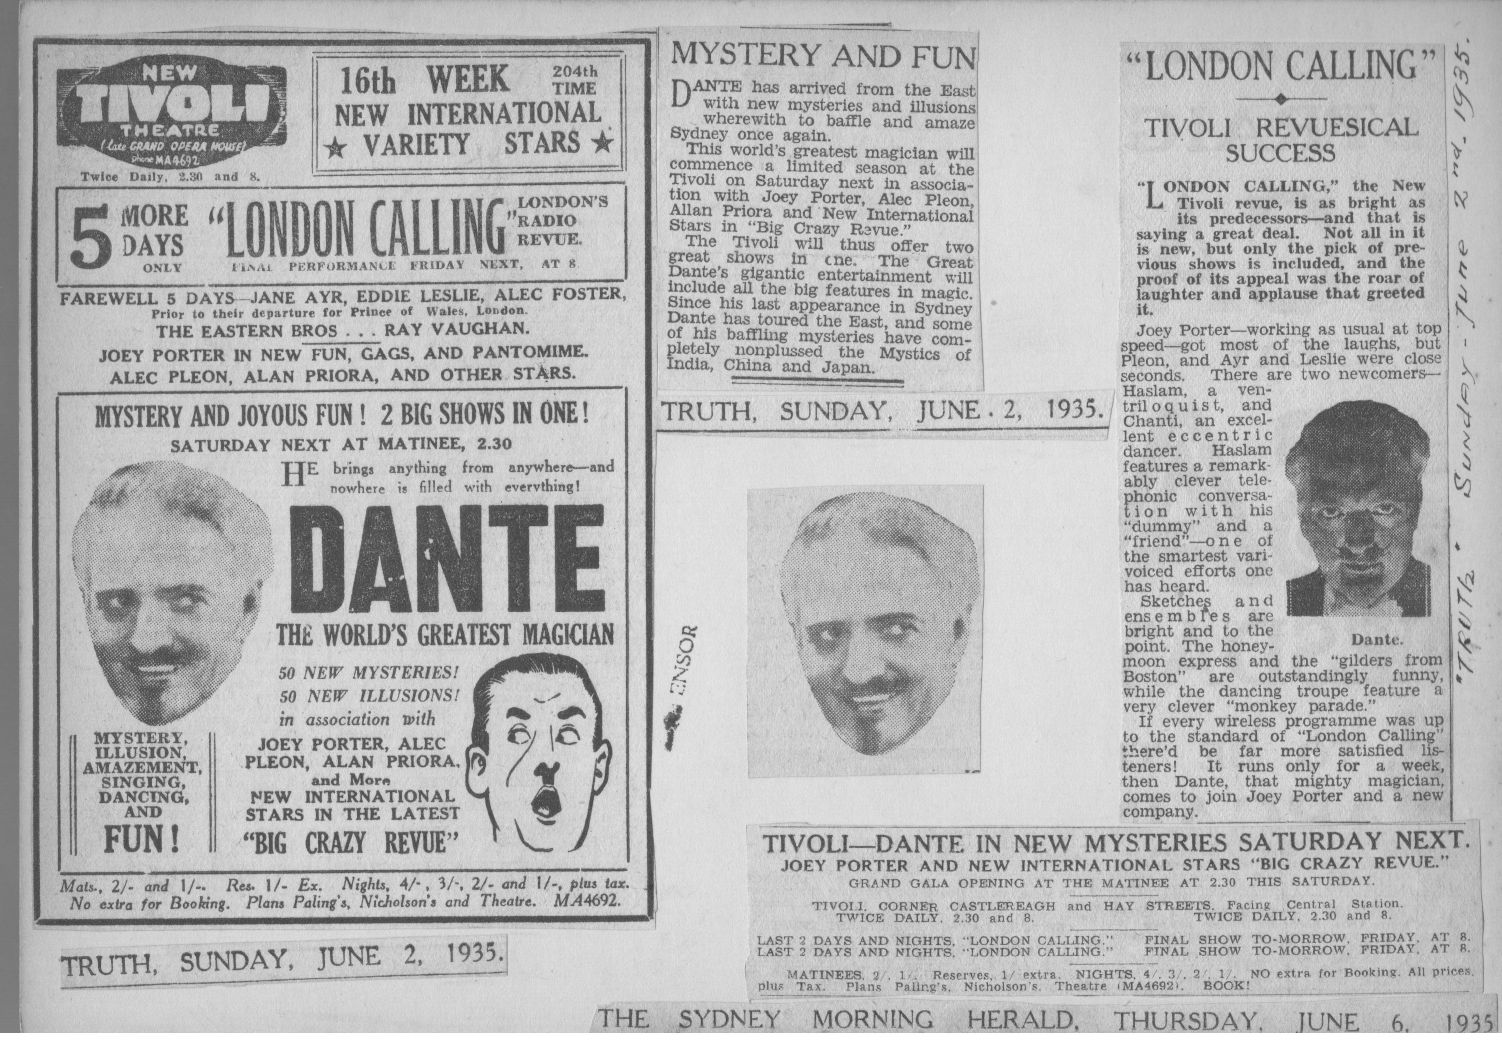 NEW
TIVOLI
THEATRE
(Late GRAND OPERA HOUSE)
phone MA4692
Twice Daily, 2.30 and 8.
16th WEEK 204th TIME
NEW INTERNATIONAL
★ VARIETY STARS ★
5 MORE DAYS ONLY
"LONDON CALLING"
LONDON'S
RADIO
REVUE.
FINAL PERFORMANCE FRIDAY NEXT, AT 8
FAREWELL 5 DAYS—JANE AYR, EDDIE LESLIE, ALEC FOSTER,
Prior to their departure for Prince of Wales, London.
THE EASTERN BROS . . . RAY VAUGHAN.
JOEY PORTER IN NEW FUN, GAGS, AND PANTOMIME.
ALEC PLEON, ALAN PRIORA, AND OTHER STARS.
MYSTERY AND JOYOUS FUN! 2 BIG SHOWS IN ONE!
SATURDAY NEXT AT MATINEE, 2.30
HE brings anything from anywhere—and
nowhere is filled with everything!
DANTE
THE WORLD'S GREATEST MAGICIAN
50 NEW MYSTERIES!
50 NEW ILLUSIONS!
in association with
JOEY PORTER, ALEC
PLEON, ALAN PRIORA,
and More
NEW INTERNATIONAL
STARS IN THE LATEST
"BIG CRAZY REVUE"
MYSTERY,
ILLUSION,
AMAZEMENT,
SINGING,
DANCING,
AND
FUN!
Mats., 2/- and 1/-. Res. 1/- Ex. Nights, 4/-, 3/-, 2/- and 1/-, plus tax.
No extra for Booking. Plans Paling's, Nicholson's and Theatre. MA4692.
TRUTH, SUNDAY, JUNE 2, 1935.
MYSTERY AND FUN
DANTE has arrived from the East
with new mysteries and illusions
wherewith to baffle and amaze
Sydney once again.
This world's greatest magician will
commence a limited season at the
Tivoli on Saturday next in associa-
tion with Joey Porter, Alec Pleon,
Allan Priora and New International
Stars in "Big Crazy Revue."
The Tivoli will thus offer two
great shows in one. The Great
Dante's gigantic entertainment will
include all the big features in magic.
Since his last appearance in Sydney
Dante has toured the East, and some
of his baffling mysteries have com-
pletely nonplussed the Mystics of
India, China and Japan.
TRUTH, SUNDAY, JUNE. 2, 1935.
ENSOR
"LONDON CALLING"
TIVOLI REVUESICAL
SUCCESS
"LONDON CALLING," the New
Tivoli revue, is as bright as
its predecessors—and that is
saying a great deal. Not all in it
is new, but only the pick of pre-
vious shows is included, and the
proof of its appeal was the roar of
laughter and applause that greeted
it.
Joey Porter—working as usual at top
speed—got most of the laughs, but
Pleon, and Ayr and Leslie were close
seconds. There are two newcomers—
Haslam, a ven-
triloquist, and
Chanti, an excel-
lent eccentric
dancer. Haslam
features a remark-
ably clever tele-
phonic conversa-
tion with his
"dummy" and a
"friend"—one of
the smartest vari-
voiced efforts one
has heard.
Sketches and
ensembles are
bright and to the
point. The honey-
moon express and the "gilders from
Boston" are outstandingly funny,
while the dancing troupe feature a
very clever "monkey parade."
If every wireless programme was up
to the standard of "London Calling"
there'd be far more satisfied lis-
teners! It runs only for a week,
then Dante, that mighty magician,
comes to join Joey Porter and a new
company.
Dante.
"TRUTH" SUNDAY - JUNE 2nd. 1935.
TIVOLI—DANTE IN NEW MYSTERIES SATURDAY NEXT.
JOEY PORTER AND NEW INTERNATIONAL STARS "BIG CRAZY REVUE."
GRAND GALA OPENING AT THE MATINEE AT 2.30 THIS SATURDAY.
TIVOLI, CORNER CASTLEREAGH and HAY STREETS. Facing Central Station.
TWICE DAILY, 2.30 and 8. TWICE DAILY, 2.30 and 8.
LAST 2 DAYS AND NIGHTS, "LONDON CALLING." FINAL SHOW TO-MORROW, FRIDAY, AT 8.
LAST 2 DAYS AND NIGHTS, "LONDON CALLING." FINAL SHOW TO-MORROW, FRIDAY, AT 8.
MATINEES, 2/, 1/. Reserves, 1/ extra. NIGHTS, 4/, 3/, 2/, 1/. NO extra for Booking. All prices,
plus Tax. Plans Paling's, Nicholson's, Theatre (MA4692). BOOK!
THE SYDNEY MORNING HERALD, THURSDAY, JUNE 6, 1935